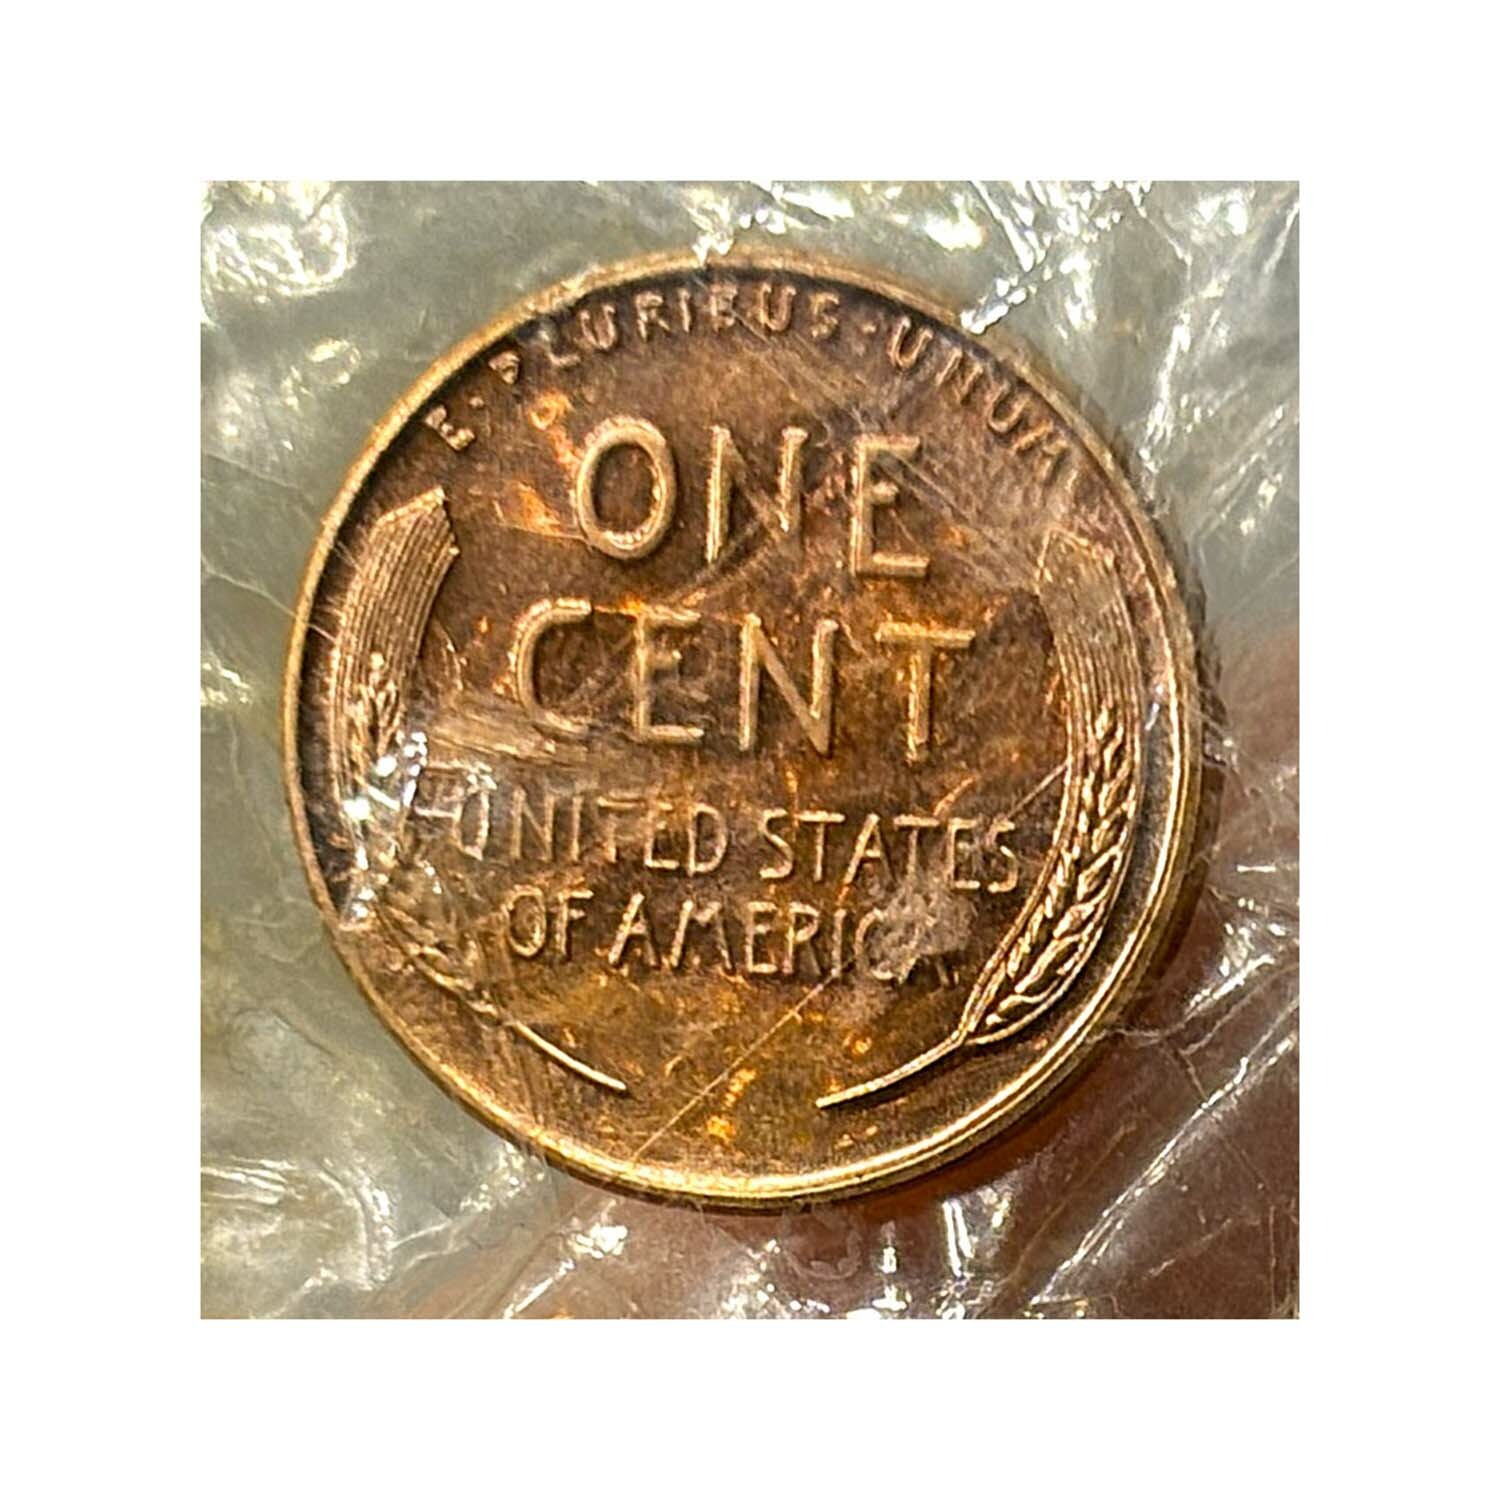 E · PLURIBUS · UNUM
ONE
CENT
UNITED STATES
OF AMERICA